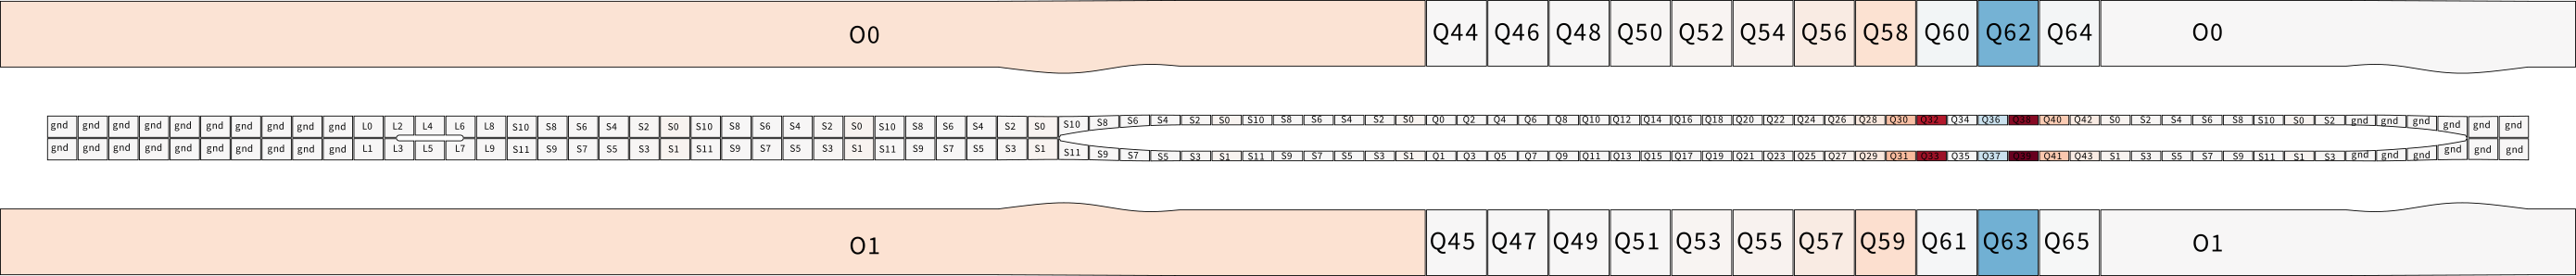 O0 Q44 Q46 Q48 Q50 Q52 Q54 Q56 Q58 Q60 Q62 Q64 O0
gnd gnd gnd gnd gnd gnd gnd gnd gnd gnd L0 L2 L4 L6 L8 S10 S8 S6 S4 S2 S0 S10 S8 S6 S4 S2 S0 S10 S8 S6 S4 S2 S0 S10 S8 S6 S4 S2 S0 S10 S8 S6 S4 S2 S0 Q0 Q2 Q4 Q6 Q8 Q10 Q12 Q14 Q16 Q18 Q20 Q22 Q24 Q26 Q28 Q30 Q32 Q34 Q36 Q38 Q40 Q42 S0 S2 S4 S6 S8 S10 S0 S2 gnd gnd gnd gnd gnd gnd
gnd gnd gnd gnd gnd gnd gnd gnd gnd gnd L1 L3 L5 L7 L9 S11 S9 S7 S5 S3 S1 S11 S9 S7 S5 S3 S1 S11 S9 S7 S5 S3 S1 S11 S9 S7 S5 S3 S1 S11 S9 S7 S5 S3 S1 Q1 Q3 Q5 Q7 Q9 Q11 Q13 Q15 Q17 Q19 Q21 Q23 Q25 Q27 Q29 Q31 Q33 Q35 Q37 Q39 Q41 Q43 S1 S3 S5 S7 S9 S11 S1 S3 gnd gnd gnd gnd gnd gnd
O1 Q45 Q47 Q49 Q51 Q53 Q55 Q57 Q59 Q61 Q63 Q65 O1